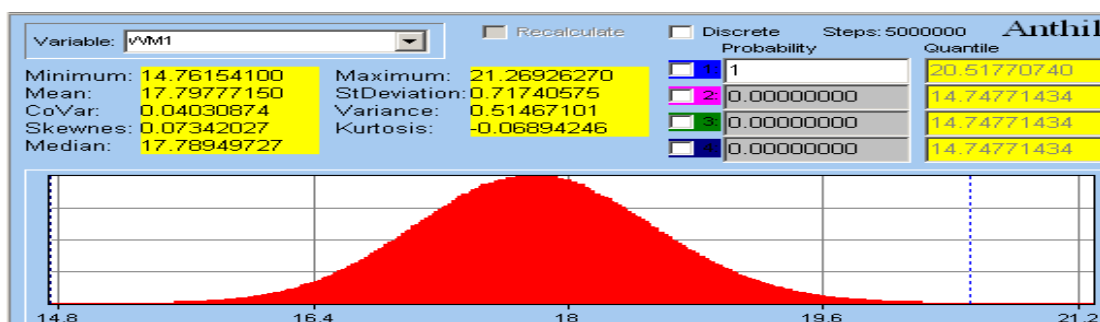 Variable: WM1
Recalculate
Discrete Steps: 5000000 Anthil
Probability Quantile
Minimum: 14.76154100 Maximum: 21.26926270
Mean: 17.79777150 StDeviation: 0.71740575
CoVar: 0.04030874 Variance: 0.51467101
Skewnes: 0.07342027 Kurtosis: -0.06894246
Median: 17.78949727
1: 1 20.51770740
2: 0.00000000 14.74771434
3: 0.00000000 14.74771434
4: 0.00000000 14.74771434
14.8 16.4 18 19.6 21.2